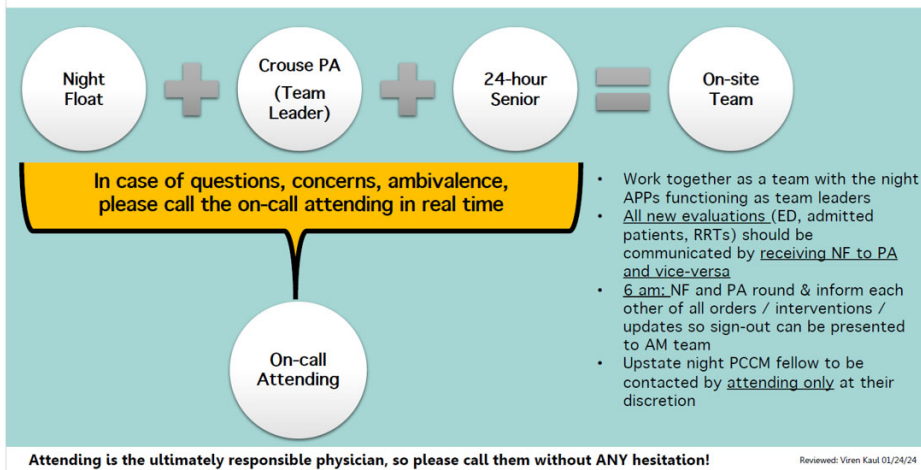 Night
Float
Crouse PA
(Team
Leader)
24-hour
Senior
On-site
Team
In case of questions, concerns, ambivalence,
please call the on-call attending in real time
On-call
Attending
• Work together as a team with the night
APPs functioning as team leaders
• All new evaluations (ED, admitted
patients, RRTs) should be
communicated by receiving NF to PA
and vice-versa
• 6 am: NF and PA round & inform each
other of all orders / interventions /
updates so sign-out can be presented
to AM team
• Upstate night PCCM fellow to be
contacted by attending only at their
discretion
Attending is the ultimately responsible physician, so please call them without ANY hesitation!
Reviewed: Viren Kaul 01/24/24